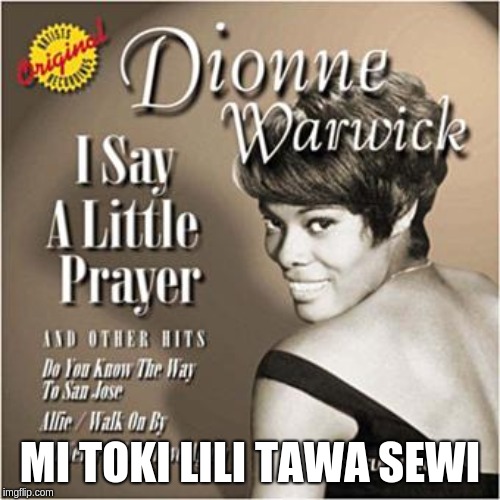 Original
ARTISTS
RECORDINGS
Dionne
Warwick
I Say
A Little
Prayer
AND OTHER HITS
Do You Know The Way
To San Jose
Alfie / Walk On By
MI TOKI LILI TAWA SEWI
imgflip.com